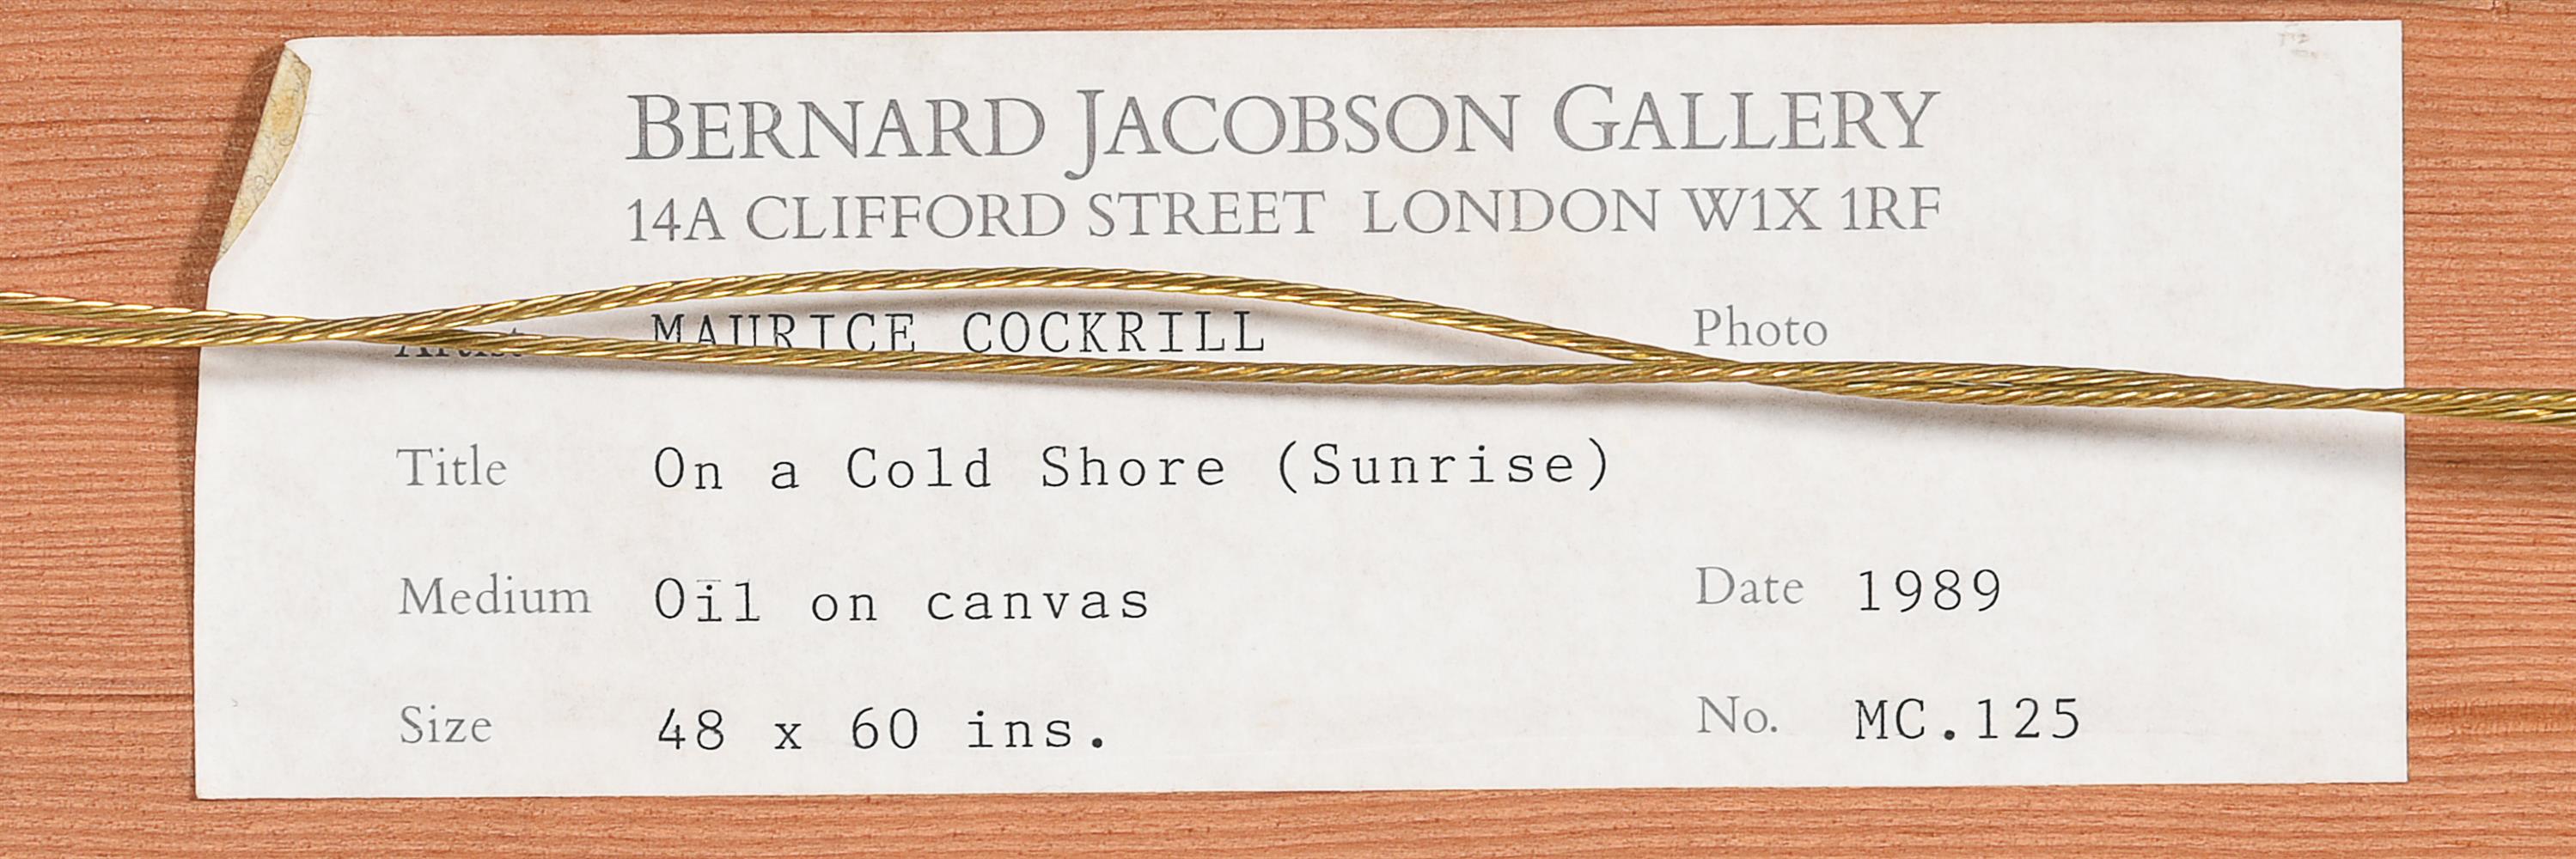 BERNARD JACOBSON GALLERY
14A CLIFFORD STREET LONDON W1X 1RF
Artist MAURICE COCKRILL Photo
Title On a Cold Shore (Sunrise)
Medium Oil on canvas Date 1989
Size 48 x 60 ins. No. MC.125